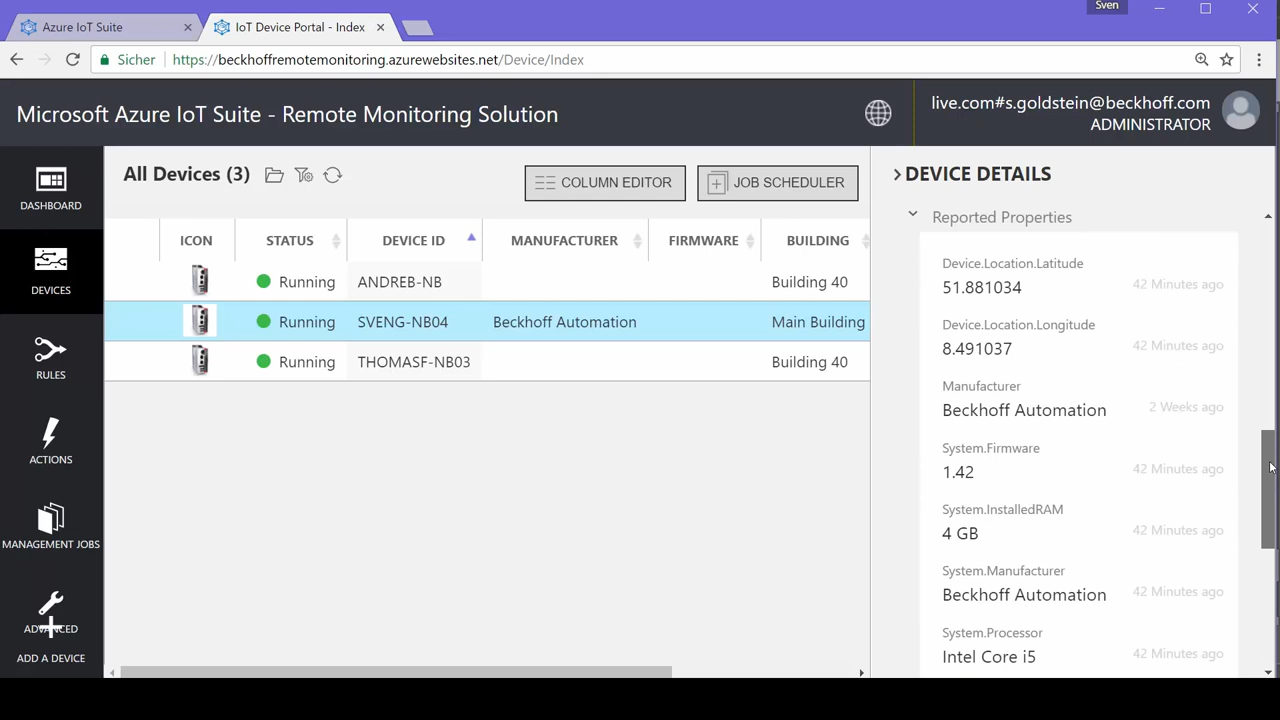 Sven
Azure IoT Suite
IoT Device Portal - Index
Sicher
https://beckhoffremotemonitoring.azurewebsites.net/Device/Index
Microsoft Azure IoT Suite - Remote Monitoring Solution
live.com#s.goldstein@beckhoff.com
ADMINISTRATOR
DASHBOARD
DEVICES
RULES
ACTIONS
MANAGEMENT JOBS
ADVANCED
ADD A DEVICE
All Devices (3)
COLUMN EDITOR
JOB SCHEDULER
ICON STATUS DEVICE ID MANUFACTURER FIRMWARE BUILDING
Running ANDREB-NB Building 40
Running SVENG-NB04 Beckhoff Automation Main Building
Running THOMASF-NB03 Building 40
DEVICE DETAILS
Reported Properties
Device.Location.Latitude
51.881034 42 Minutes ago
Device.Location.Longitude
8.491037 42 Minutes ago
Manufacturer
Beckhoff Automation 2 Weeks ago
System.Firmware
1.42 42 Minutes ago
System.InstalledRAM
4 GB 42 Minutes ago
System.Manufacturer
Beckhoff Automation 42 Minutes ago
System.Processor
Intel Core i5 42 Minutes ago